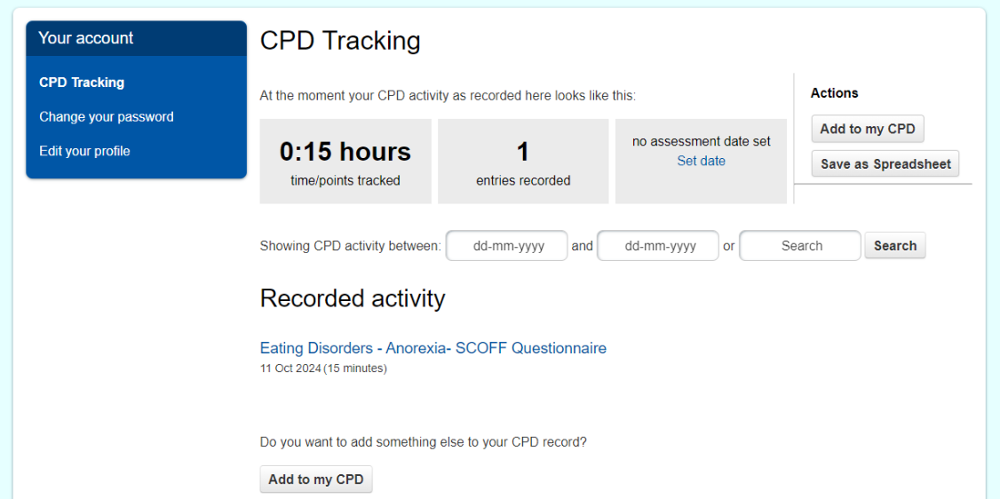 Your account
CPD Tracking
Change your password
Edit your profile
CPD Tracking
At the moment your CPD activity as recorded here looks like this:
0:15 hours
time/points tracked
1
entries recorded
no assessment date set
Set date
Actions
Add to my CPD
Save as Spreadsheet
Showing CPD activity between: dd-mm-yyyy and dd-mm-yyyy or Search Search
Recorded activity
Eating Disorders - Anorexia- SCOFF Questionnaire
11 Oct 2024 (15 minutes)
Do you want to add something else to your CPD record?
Add to my CPD